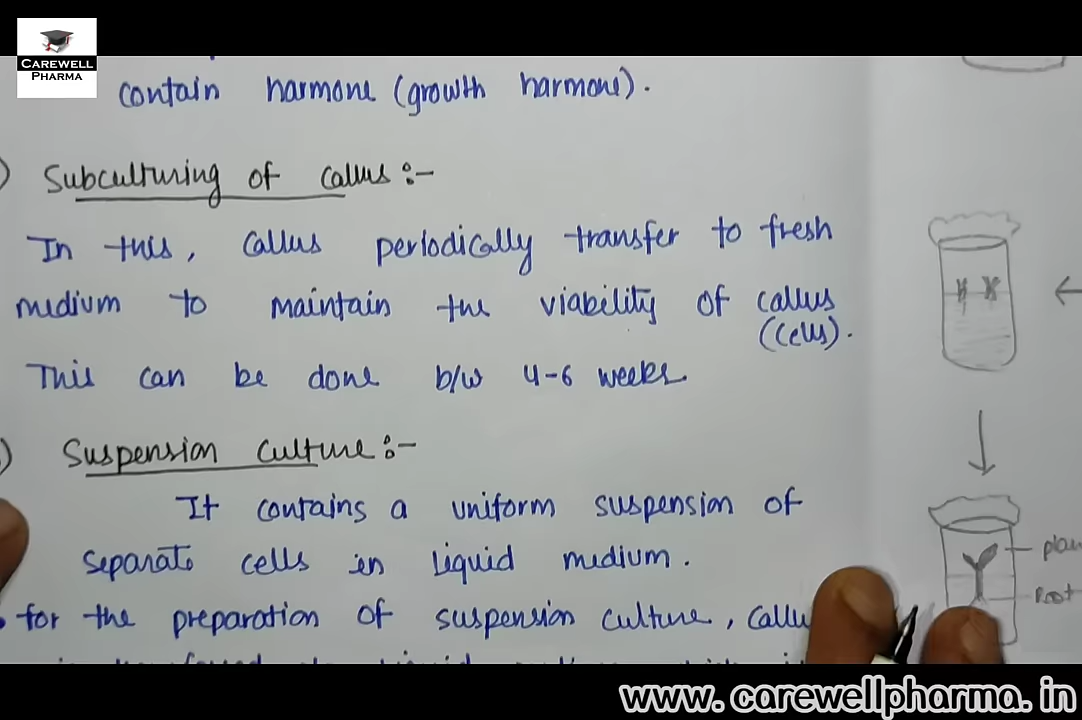 CAREWELL
PHARMA
contain harmone (growth harmone).
Subculturing of callus :-
In this, callus periodically transfer to fresh
medium to maintain the viability of callus
(cells).
This can be done b/w 4-6 weeks.
Suspension culture :-
It contains a uniform suspension of
separate cells in liquid medium.
plan
root
• for the preparation of suspension culture, callu
www.carewellpharma.in